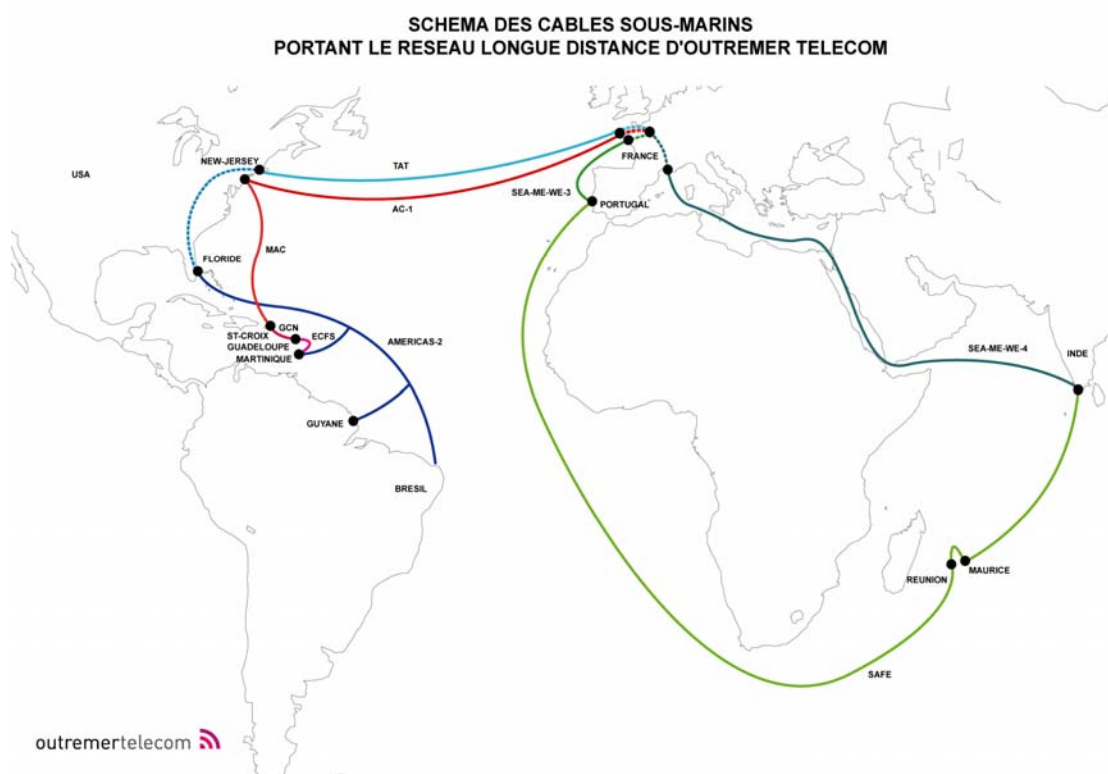 SCHEMA DES CABLES SOUS-MARINS
PORTANT LE RESEAU LONGUE DISTANCE D'OUTREMER TELECOM
NEW-JERSEY
USA
TAT
FRANCE
SEA-ME-WE-3
PORTUGAL
AC-1
MAC
FLORIDE
GCN
ST-CROIX
ECFS
GUADELOUPE
MARTINIQUE
AMERICAS-2
SEA-ME-WE-4
INDE
GUYANE
BRESIL
REUNION
MAURICE
SAFE
outremertelecom